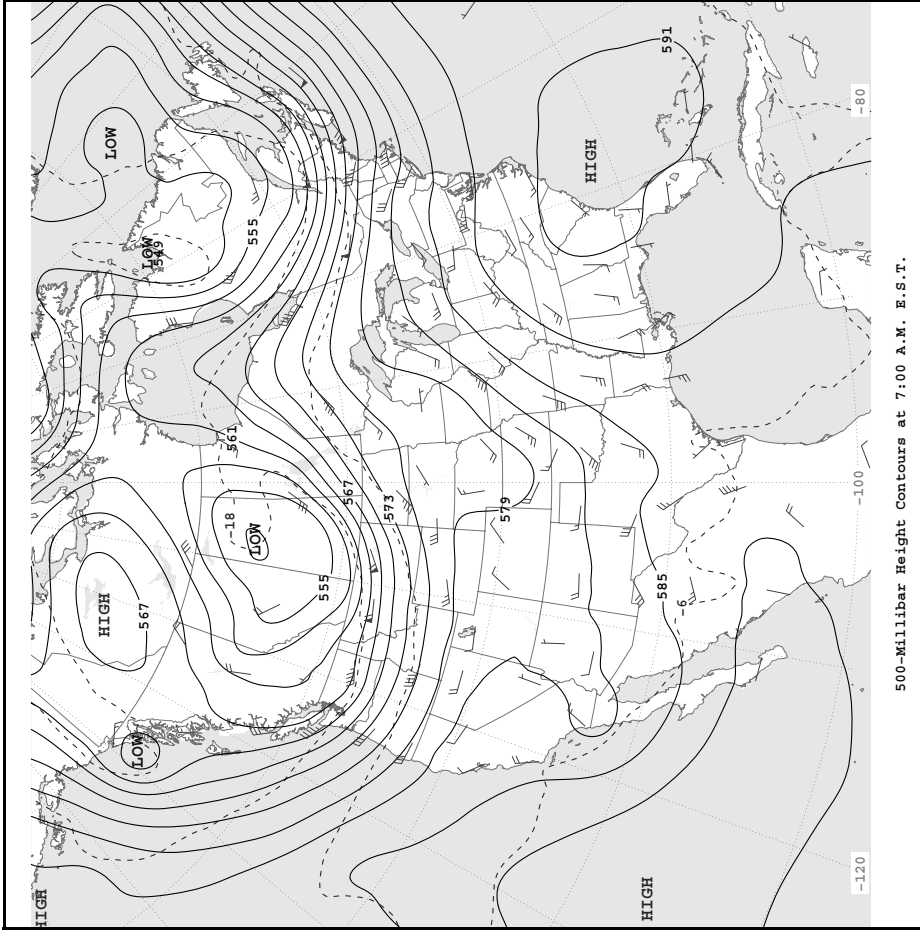 HIGH
HIGH
LOW
LOW
567
LOW
549
-18
561
555
LOW
555
567
573
579
HIGH
HIGH
585
591
-6
-120
-100
-80
500-Millibar Height Contours at 7:00 A.M. E.S.T.